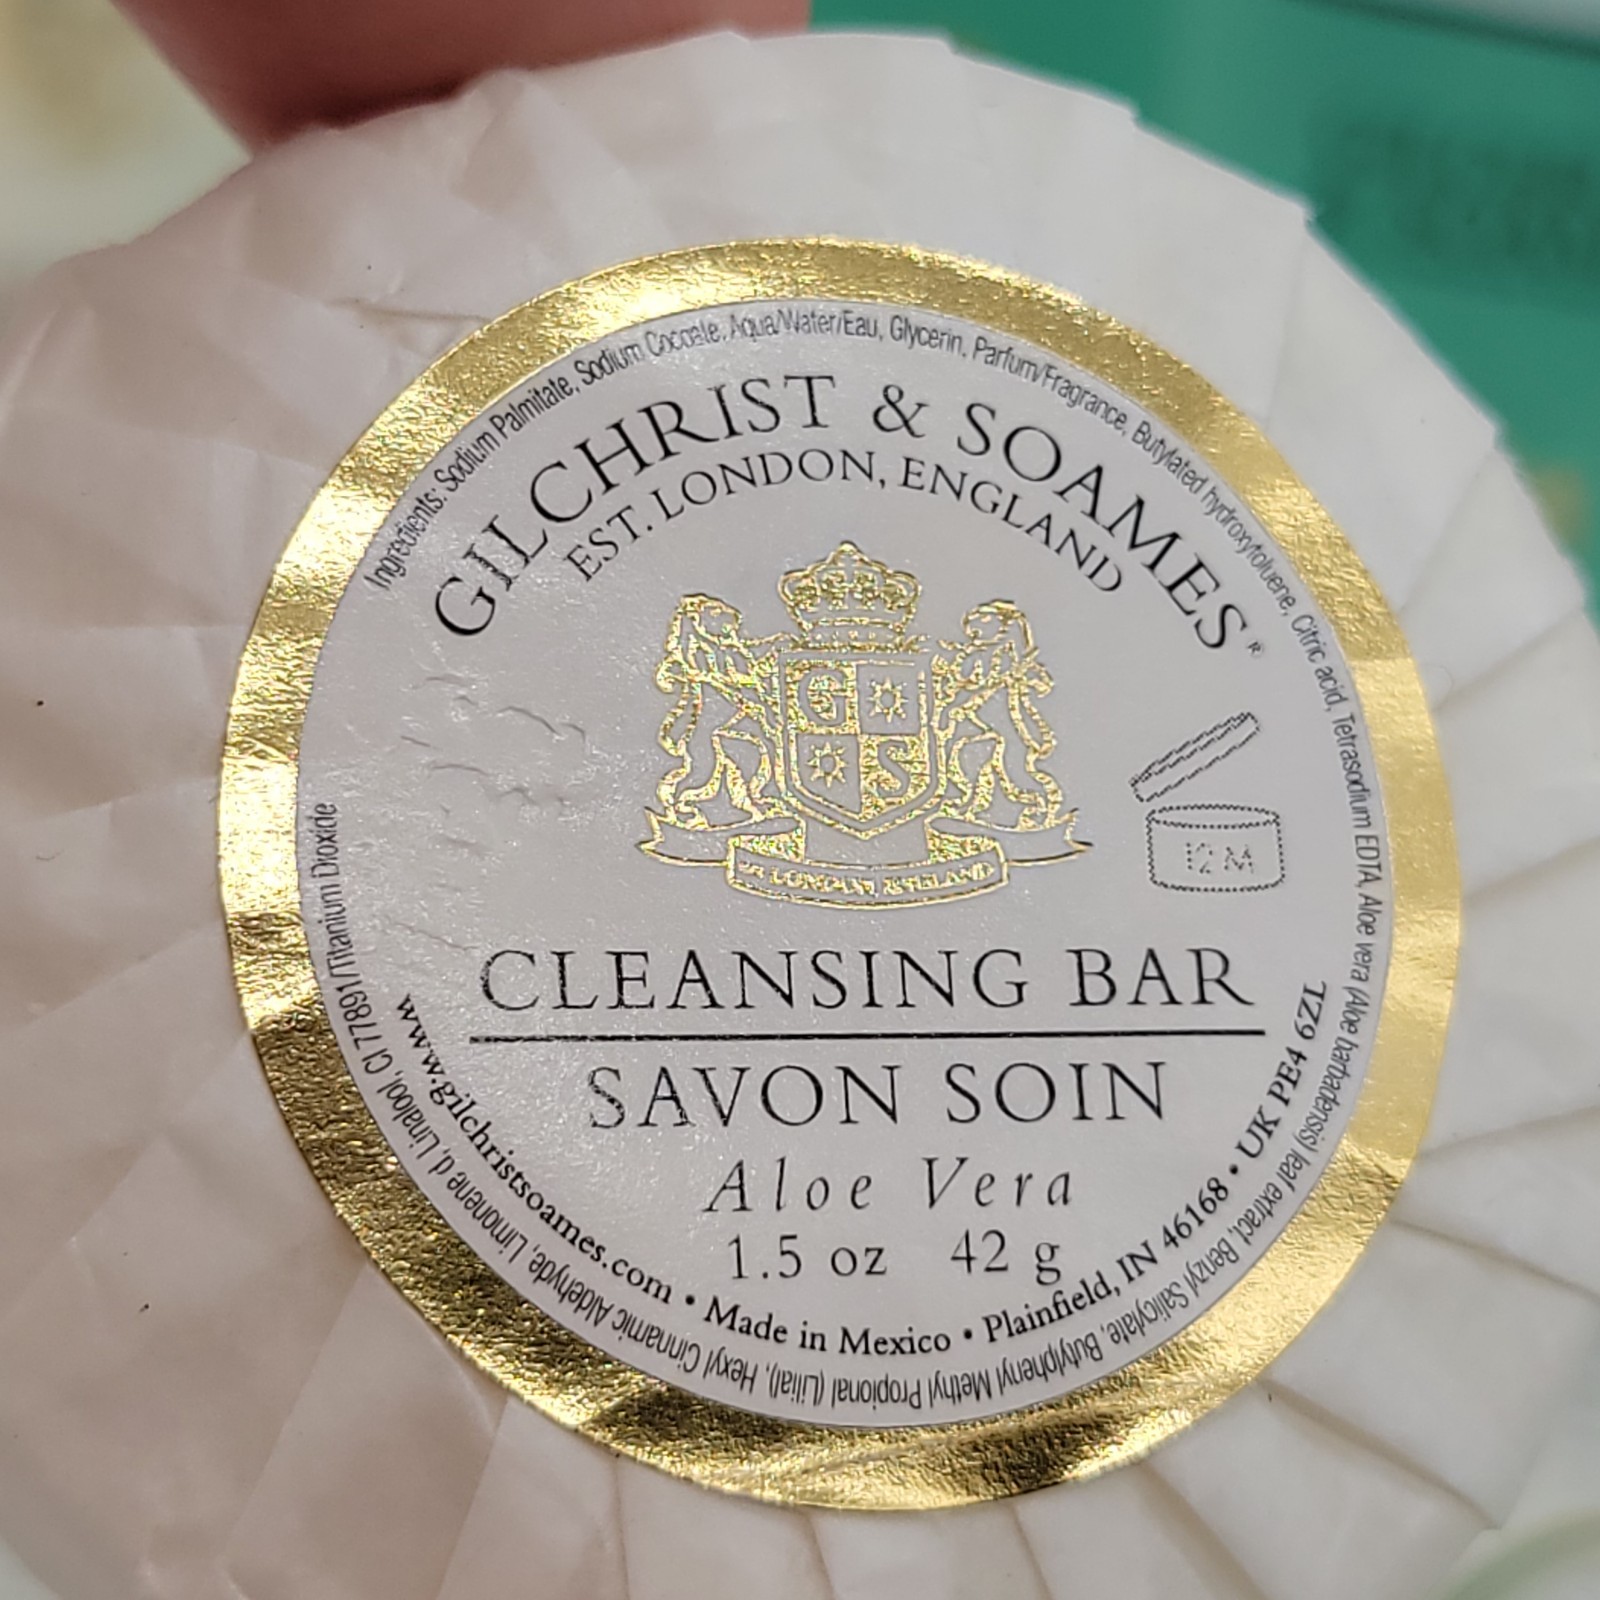 Ingredients: Sodium Palmitate, Sodium Cocoate, Aqua/Water/Eau, Glycerin, Parfum/Fragrance, Butylated hydroxytoluene, Citric acid, Tetrasodium EDTA, Aloe vera (Aloe barbadensis) leaf extract, Benzyl Salicylate, Butylphenyl Methyl Propional (Lilial), Hexyl Cinnamic Aldehyde, Limonene d, Linalool, CI 77891/Titanium Dioxide
GILCHRIST & SOAMES®
EST. LONDON, ENGLAND
G
S
LONDON, ENGLAND
12 M
CLEANSING BAR
SAVON SOIN
Aloe Vera
1.5 oz 42 g
www.gilchristsoames.com • Made in Mexico • Plainfield, IN 46168 • UK PE4 6ZL